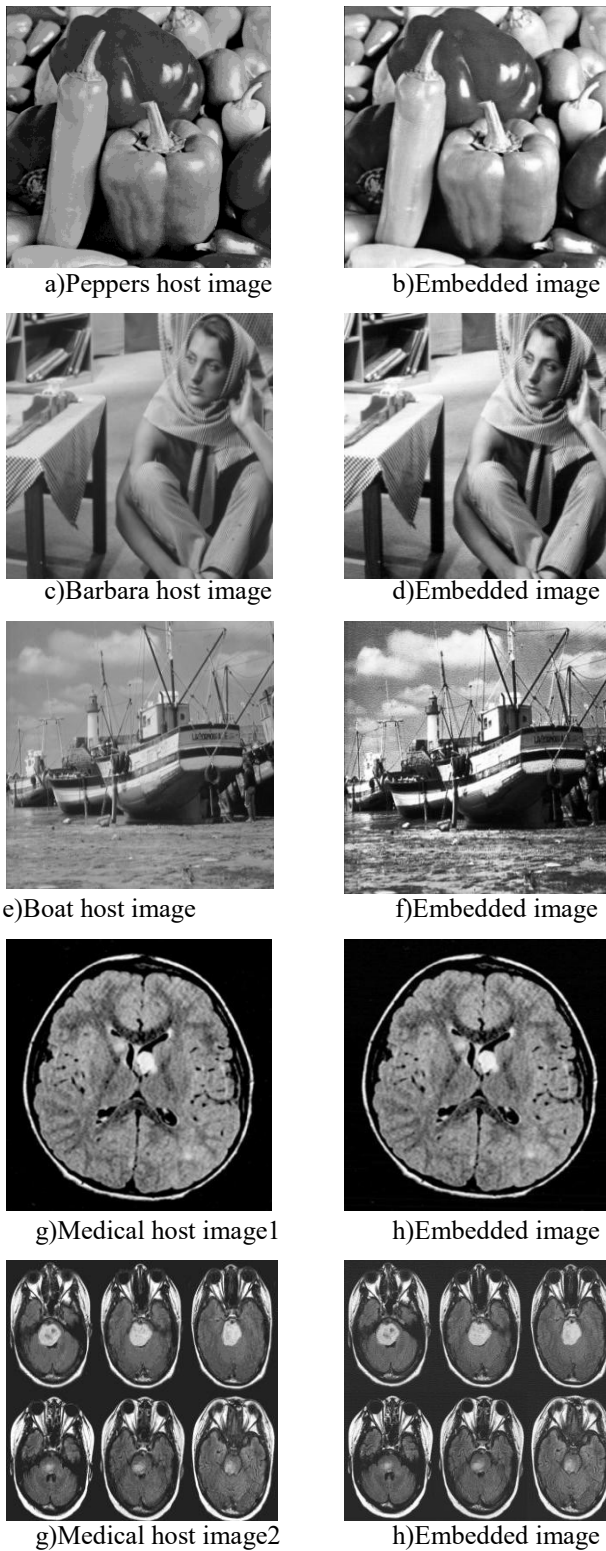 a)Peppers host image
b)Embedded image
c)Barbara host image
d)Embedded image
e)Boat host image
f)Embedded image
g)Medical host image1
h)Embedded image
g)Medical host image2
h)Embedded image